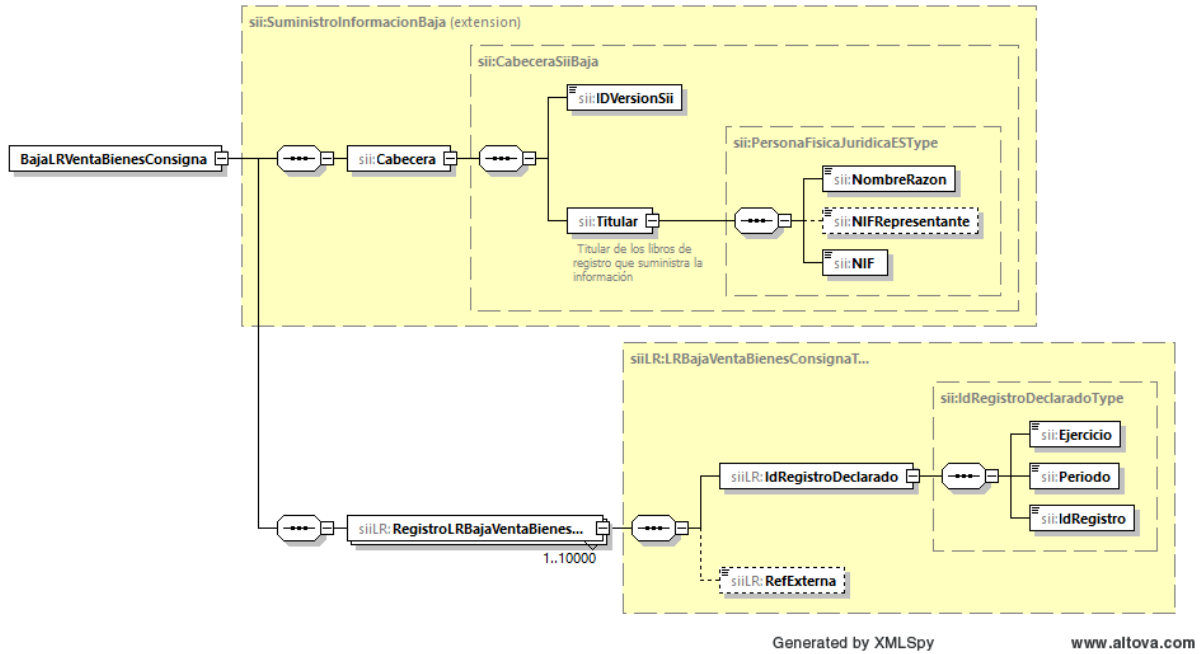 sii:SuministroInformacionBaja (extension)
sii:CabeceraSiiBaja
sii:IDVersionSii
sii:PersonaFisicaJuridicaESType
BajaLRVentaBienesConsigna
sii:Cabecera
sii:NombreRazon
sii:Titular
sii:NIFRepresentante
Titular de los libros de
registro que suministra la
información
sii:NIF
siiLR:LRBajaVentaBienesConsignaT...
sii:IdRegistroDeclaradoType
sii:Ejercicio
siiLR:IdRegistroDeclarado
sii:Periodo
siiLR:RegistroLRBajaVentaBienes...
sii:IdRegistro
1..10000
siiLR:RefExterna
Generated by XMLSpy
www.altova.com